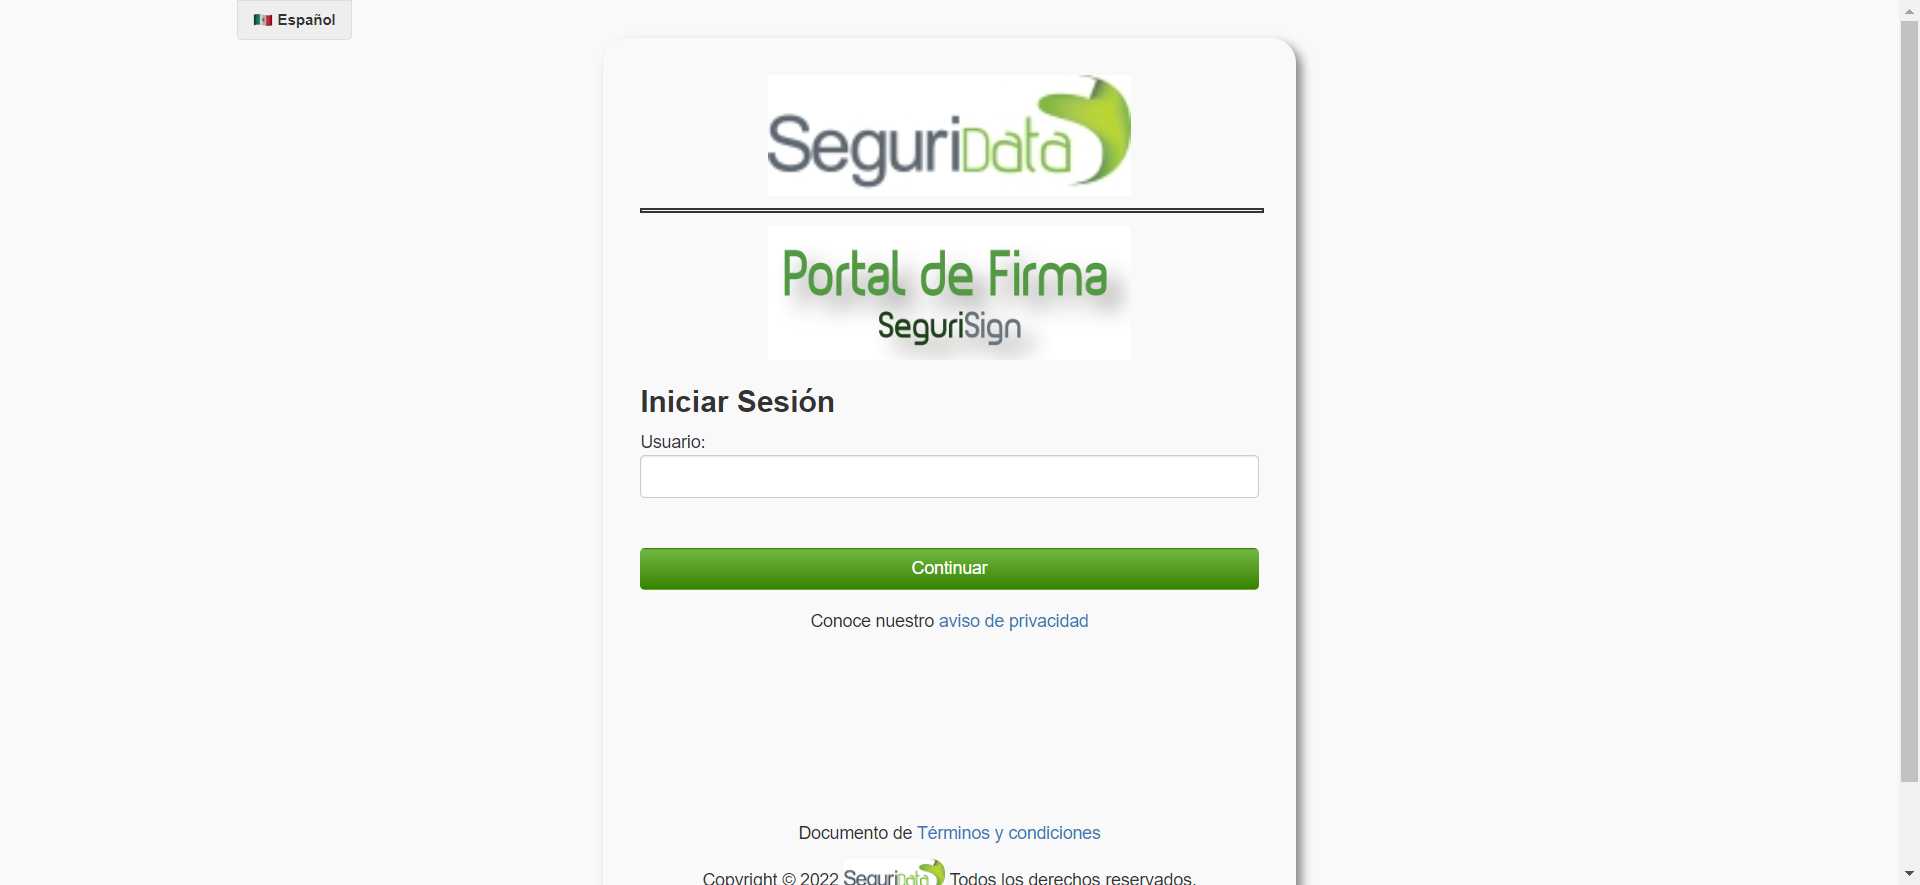 🇲🇽 Español
SeguriData
Portal de Firma
SeguriSign
Iniciar Sesión
Usuario:
Continuar
Conoce nuestro aviso de privacidad
Documento de Términos y condiciones
Copyright © 2022 SeguriData Todos los derechos reservados.